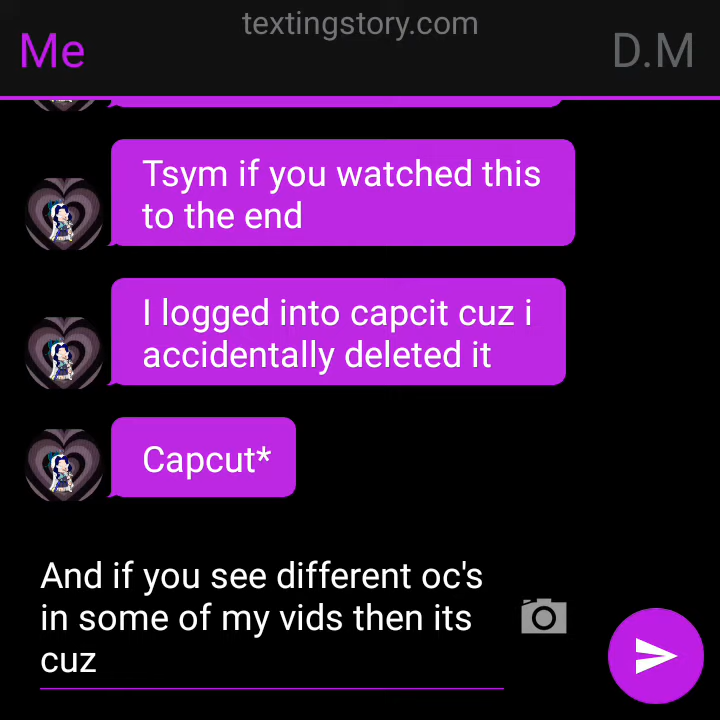 textingstory.com
Me
D.M
Tsym if you watched this
to the end
I logged into capcit cuz i
accidentally deleted it
Capcut*
And if you see different oc's
in some of my vids then its
cuz